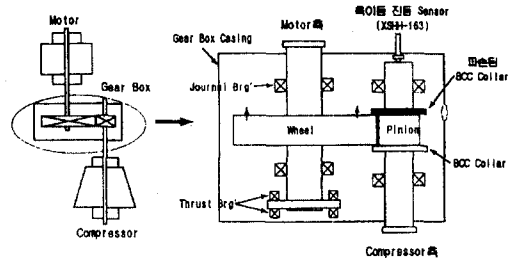 Motor
Gear Box
Compressor
Motor측
축이동 진동 Sensor
(XSHH-163)
Gear Box Casing
파손된
BCC Collar
Journal Brg'
Wheel
Pinion
BCC Collar
Thrust Brg'
Compressor측